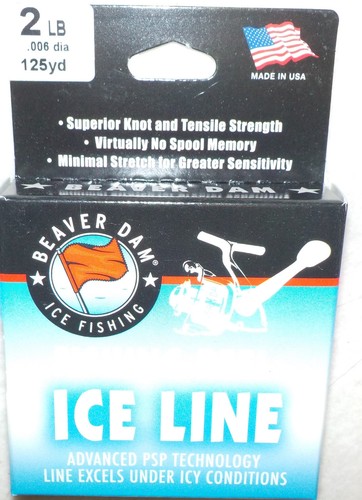 2 LB
.006 dia
125yd
MADE IN USA
• Superior Knot and Tensile Strength
• Virtually No Spool Memory
• Minimal Stretch for Greater Sensitivity
★ BEAVER DAM ★
BEAVER DAM®
ICE FISHING
ICE LINE
ADVANCED PSP TECHNOLOGY
LINE EXCELS UNDER ICY CONDITIONS